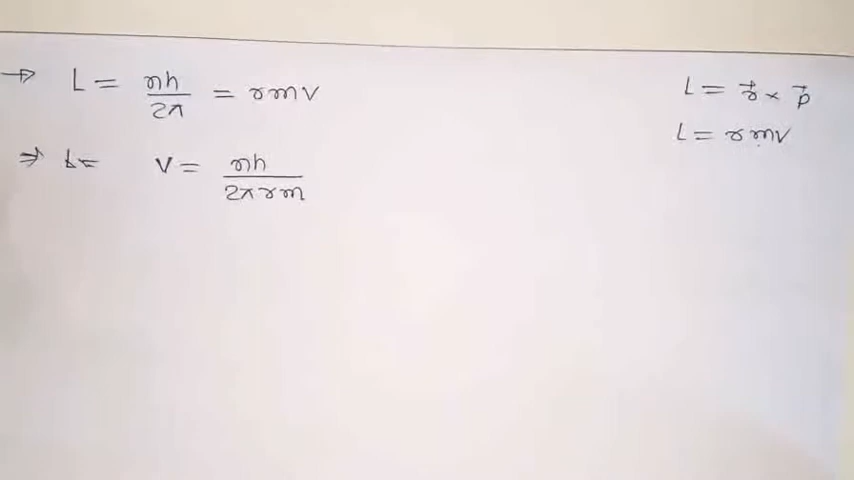 → L = nh/2π = rmv
⇒ v = nh/2πrm
L = r⃗ × p⃗
L = rmv